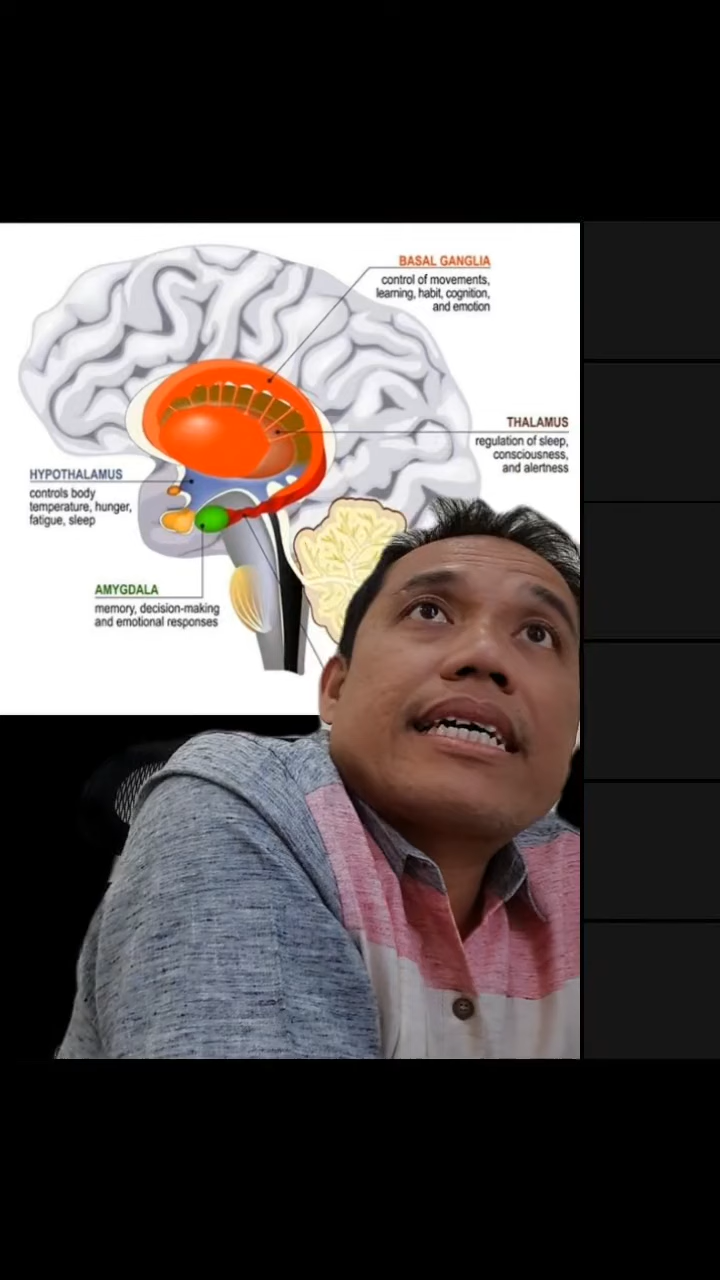 BASAL GANGLIA
control of movements,
learning, habit, cognition,
and emotion
THALAMUS
regulation of sleep,
consciousness,
and alertness
HYPOTHALAMUS
controls body
temperature, hunger,
fatigue, sleep
AMYGDALA
memory, decision-making
and emotional responses